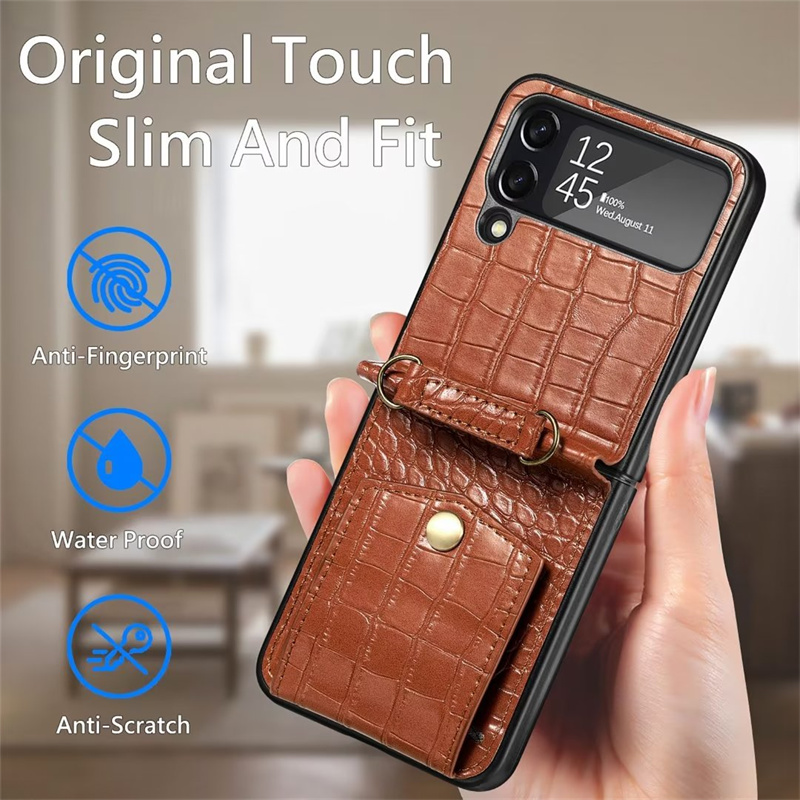 Original Touch
Slim And Fit
12
45
100%
Wed,August 11
Anti-Fingerprint
Water Proof
Anti-Scratch